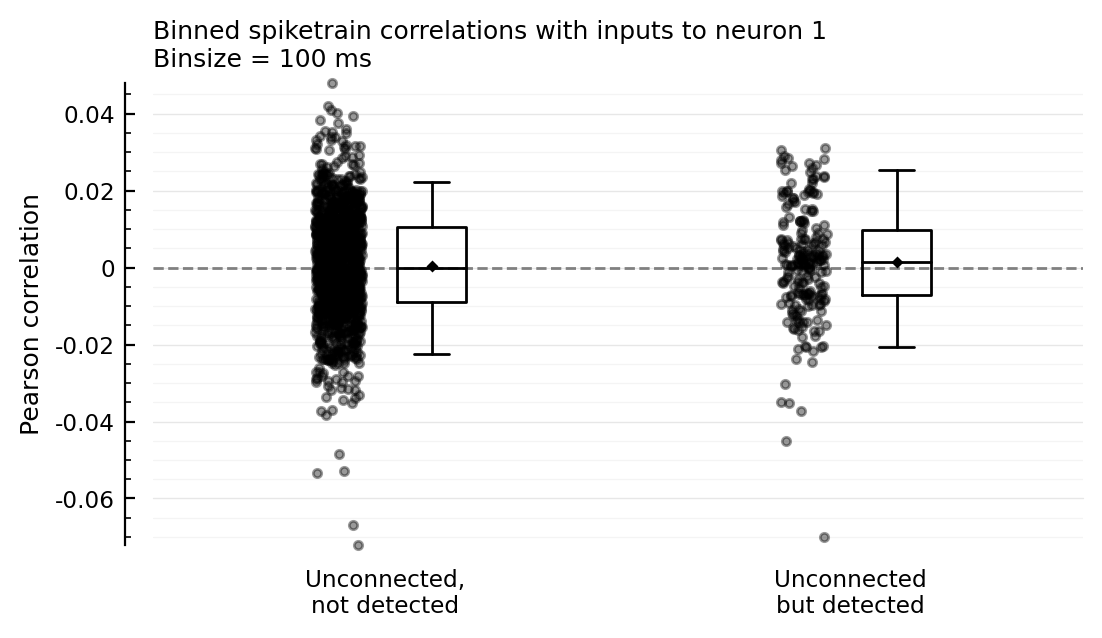 Binned spiketrain correlations with inputs to neuron 1
Binsize = 100 ms
Pearson correlation
0.04
0.02
0
-0.02
-0.04
-0.06
Unconnected,
not detected
Unconnected
but detected